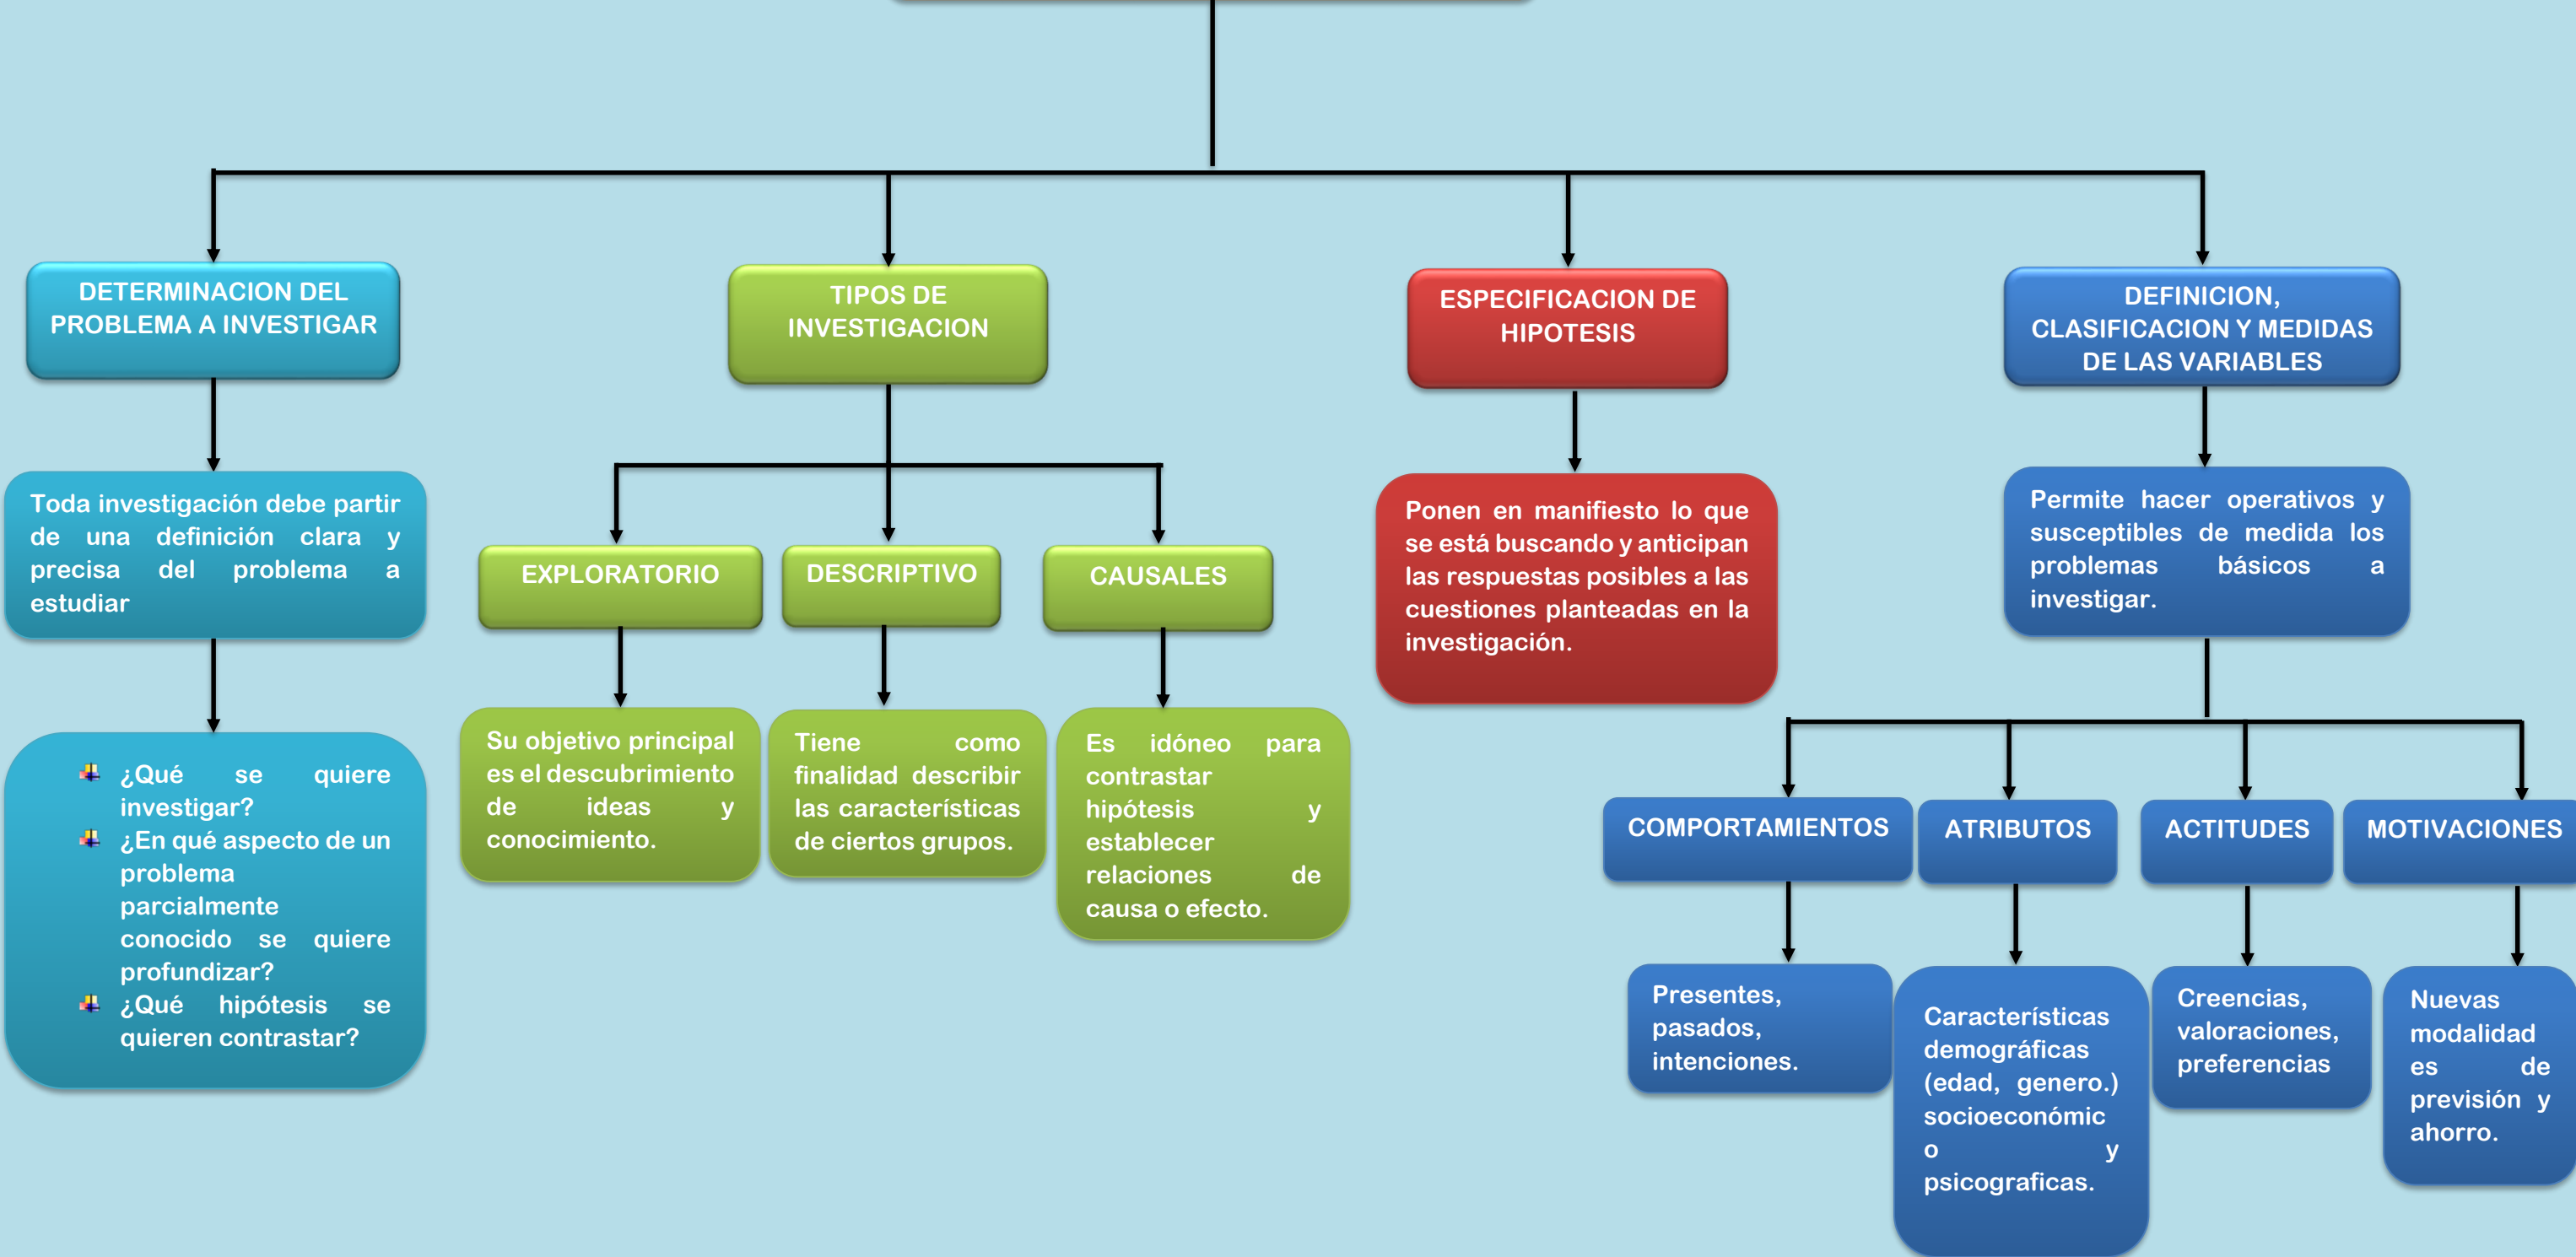 DETERMINACION DEL
PROBLEMA A INVESTIGAR
Toda investigación debe partir
de una definición clara y
precisa del problema a
estudiar
¿Qué se quiere
investigar?
¿En qué aspecto de un
problema
parcialmente
conocido se quiere
profundizar?
¿Qué hipótesis se
quieren contrastar?
TIPOS DE
INVESTIGACION
EXPLORATORIO
Su objetivo principal
es el descubrimiento
de ideas y
conocimiento.
DESCRIPTIVO
Tiene como
finalidad describir
las características
de ciertos grupos.
CAUSALES
Es idóneo para
contrastar
hipótesis y
establecer
relaciones de
causa o efecto.
ESPECIFICACION DE
HIPOTESIS
Ponen en manifiesto lo que
se está buscando y anticipan
las respuestas posibles a las
cuestiones planteadas en la
investigación.
DEFINICION,
CLASIFICACION Y MEDIDAS
DE LAS VARIABLES
Permite hacer operativos y
susceptibles de medida los
problemas básicos a
investigar.
COMPORTAMIENTOS
Presentes,
pasados,
intenciones.
ATRIBUTOS
Características
demográficas
(edad, genero.)
socioeconómic
o y
psicograficas.
ACTITUDES
Creencias,
valoraciones,
preferencias
MOTIVACIONES
Nuevas
modalidad
es de
previsión y
ahorro.